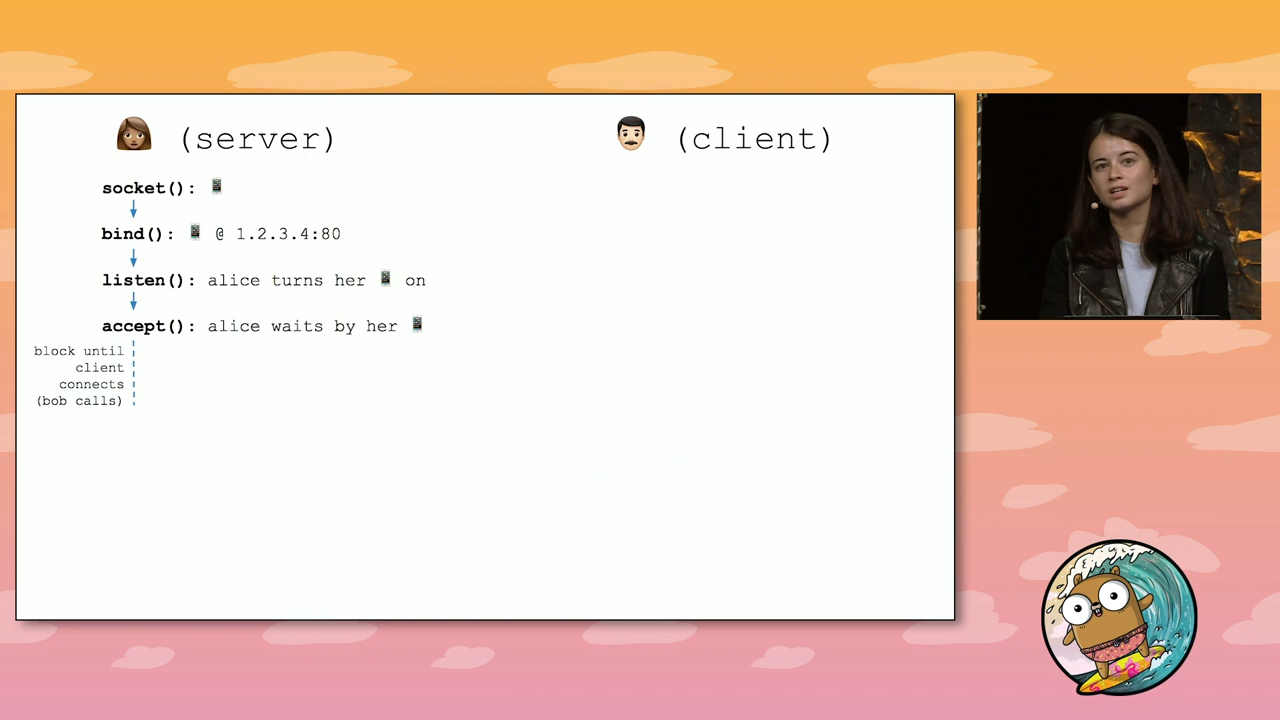 (server)
(client)
socket(): 📱
bind(): 📱 @ 1.2.3.4:80
listen(): alice turns her 📱 on
accept(): alice waits by her 📱
block until
client
connects
(bob calls)